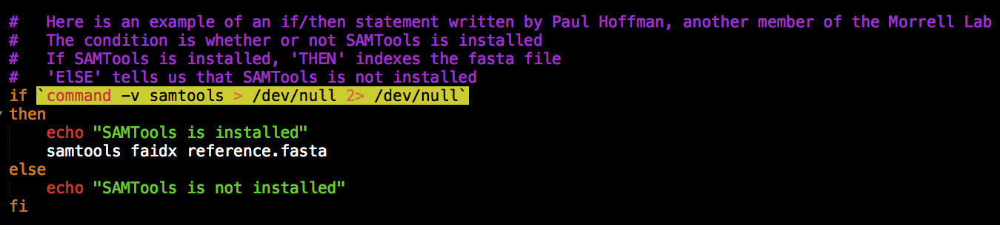 #   Here is an example of an if/then statement written by Paul Hoffman, another member of the Morrell Lab
#   The condition is whether or not SAMTools is installed
#   If SAMTools is installed, 'THEN' indexes the fasta file
#   'ElSE' tells us that SAMTools is not installed
if `command -v samtools > /dev/null 2> /dev/null`
then
    echo "SAMTools is installed"
    samtools faidx reference.fasta
else
    echo "SAMTools is not installed"
fi